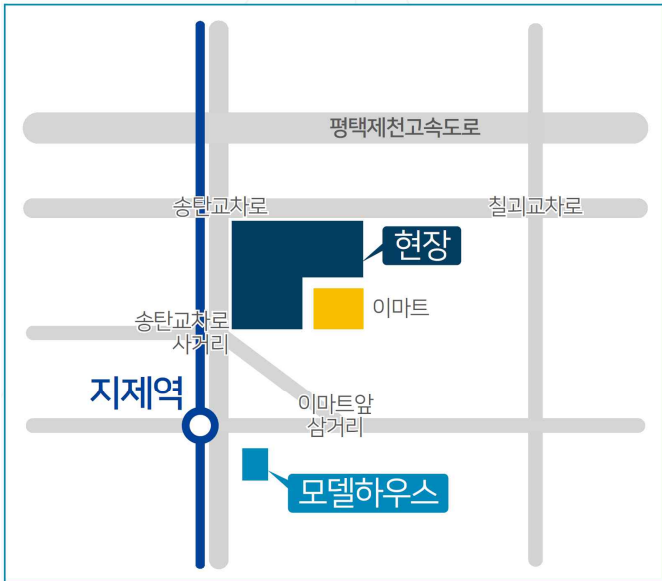 평택제천고속도로
송탄교차로
칠괴교차로
현장
이마트
송탄교차로
사거리
지제역
이마트앞
삼거리
모델하우스